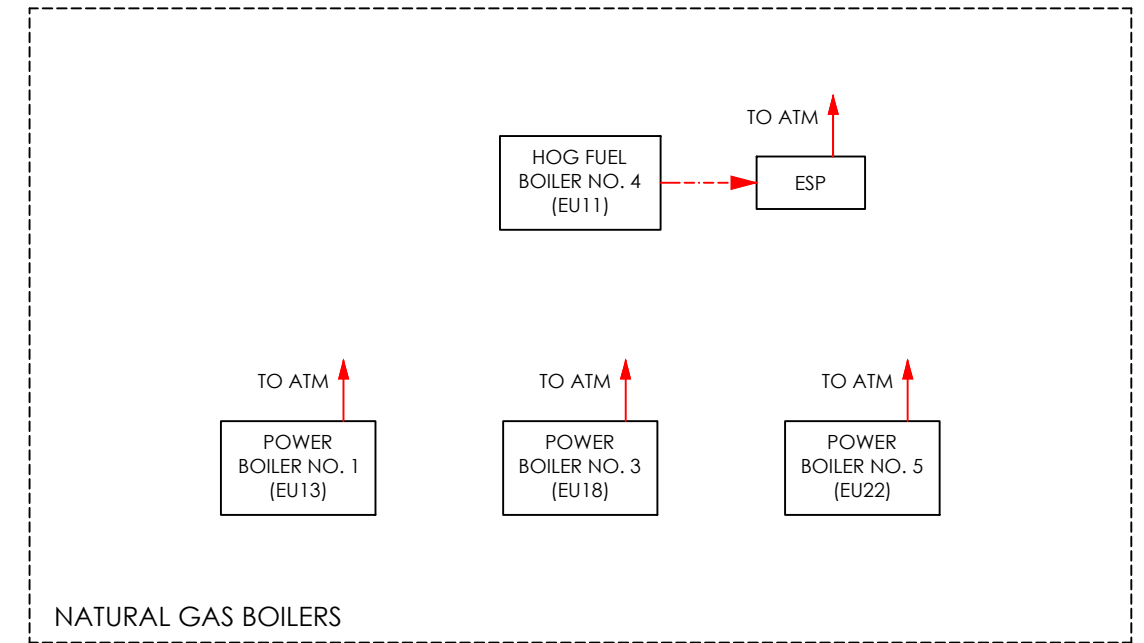 TO ATM
HOG FUEL
BOILER NO. 4
(EU11)
ESP
TO ATM
POWER
BOILER NO. 1
(EU13)
TO ATM
POWER
BOILER NO. 3
(EU18)
TO ATM
POWER
BOILER NO. 5
(EU22)
NATURAL GAS BOILERS